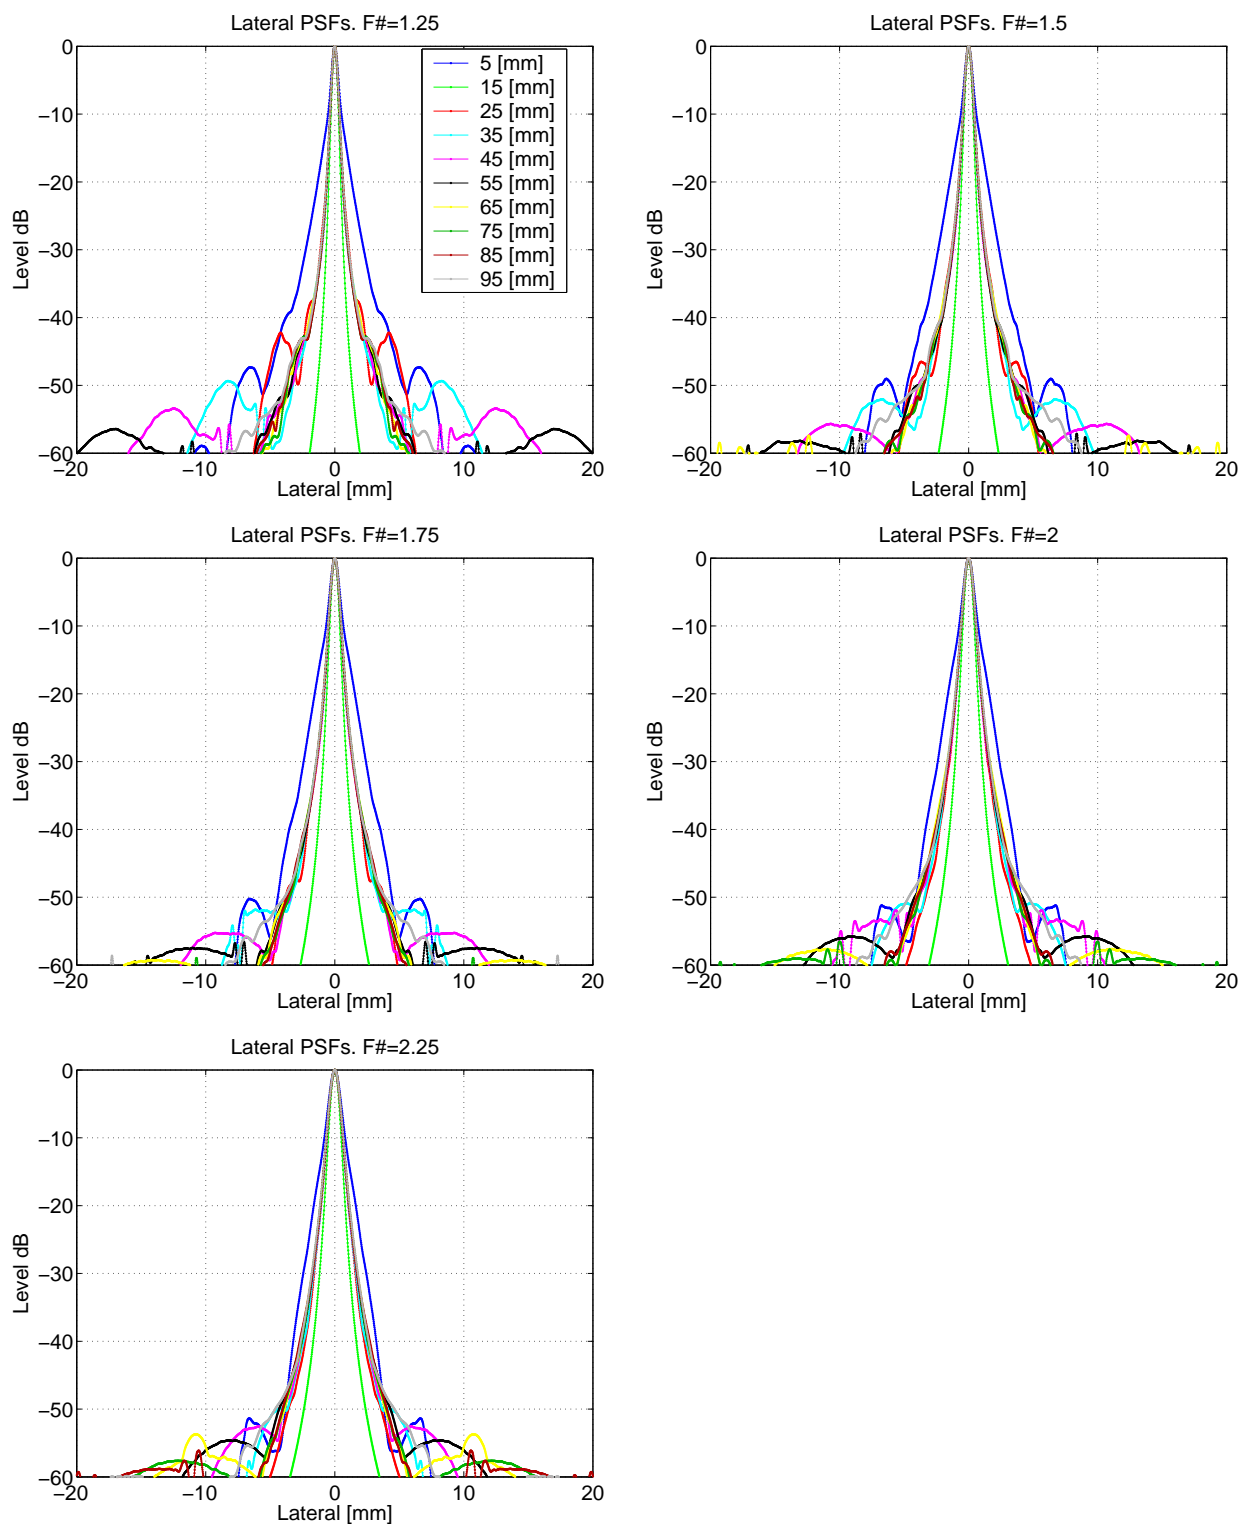 Lateral PSFs. F#=1.25
0
−10
−20
−30
−40
−50
−60
Level dB
5 [mm]
15 [mm]
25 [mm]
35 [mm]
45 [mm]
55 [mm]
65 [mm]
75 [mm]
85 [mm]
95 [mm]
−20 −10 0 10 20
Lateral [mm]
Lateral PSFs. F#=1.5
0
−10
−20
−30
−40
−50
−60
Level dB
−20 −10 0 10 20
Lateral [mm]
Lateral PSFs. F#=1.75
0
−10
−20
−30
−40
−50
−60
Level dB
−20 −10 0 10 20
Lateral [mm]
Lateral PSFs. F#=2
0
−10
−20
−30
−40
−50
−60
Level dB
−20 −10 0 10 20
Lateral [mm]
Lateral PSFs. F#=2.25
0
−10
−20
−30
−40
−50
−60
Level dB
−20 −10 0 10 20
Lateral [mm]